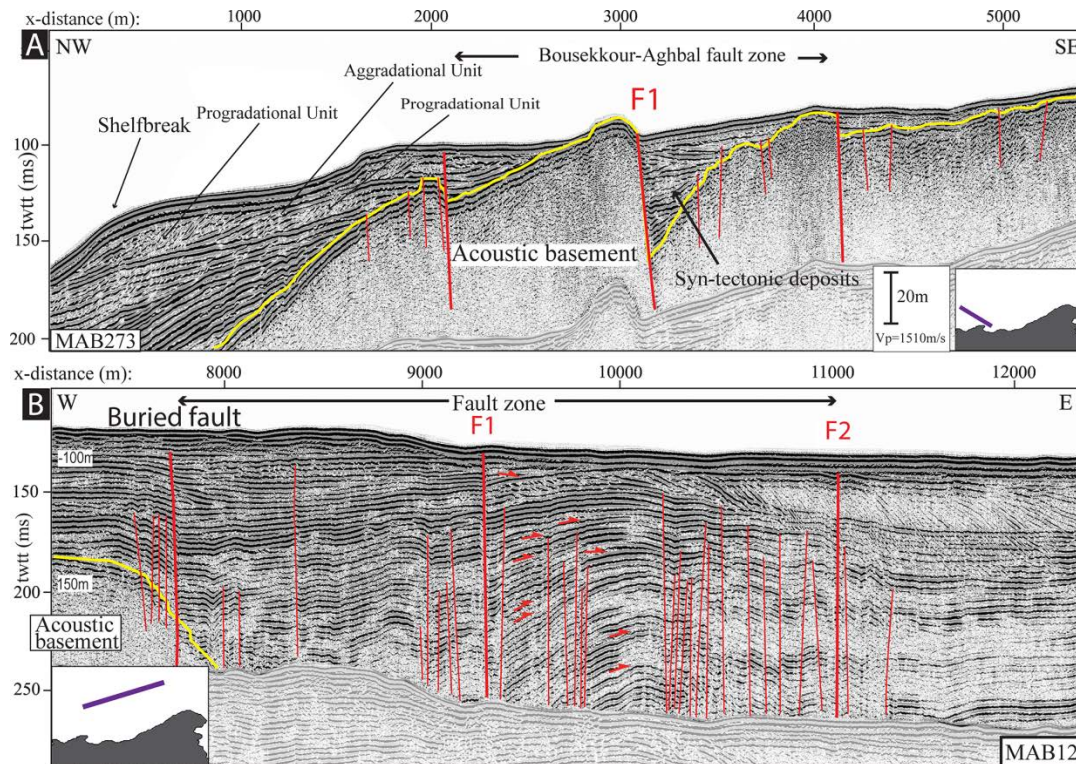 x-distance (m): 1000 2000 3000 4000 5000
A NW Bousekkour-Aghbal fault zone SE
Aggradational Unit
Progradational Unit Progradational Unit F1
Shelfbreak
100
twtt (ms)
150
Acoustic basement
Syn-tectonic deposits
20m
Vp=1510m/s
200
MAB273
x-distance (m): 8000 9000 10000 11000 12000
B W Fault zone E
Buried fault F1 F2
-100m
150
twtt (ms)
150m
200
Acoustic
basement
250
MAB12